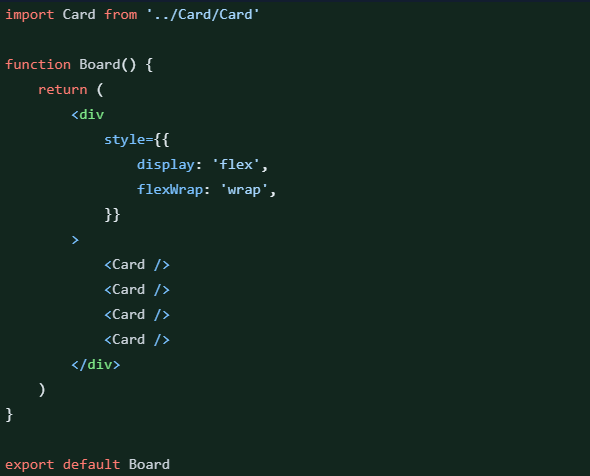 import Card from '../Card/Card'

function Board() {
    return (
        <div
            style={{
                display: 'flex',
                flexWrap: 'wrap',
            }}
        >
            <Card />
            <Card />
            <Card />
            <Card />
        </div>
    )
}

export default Board